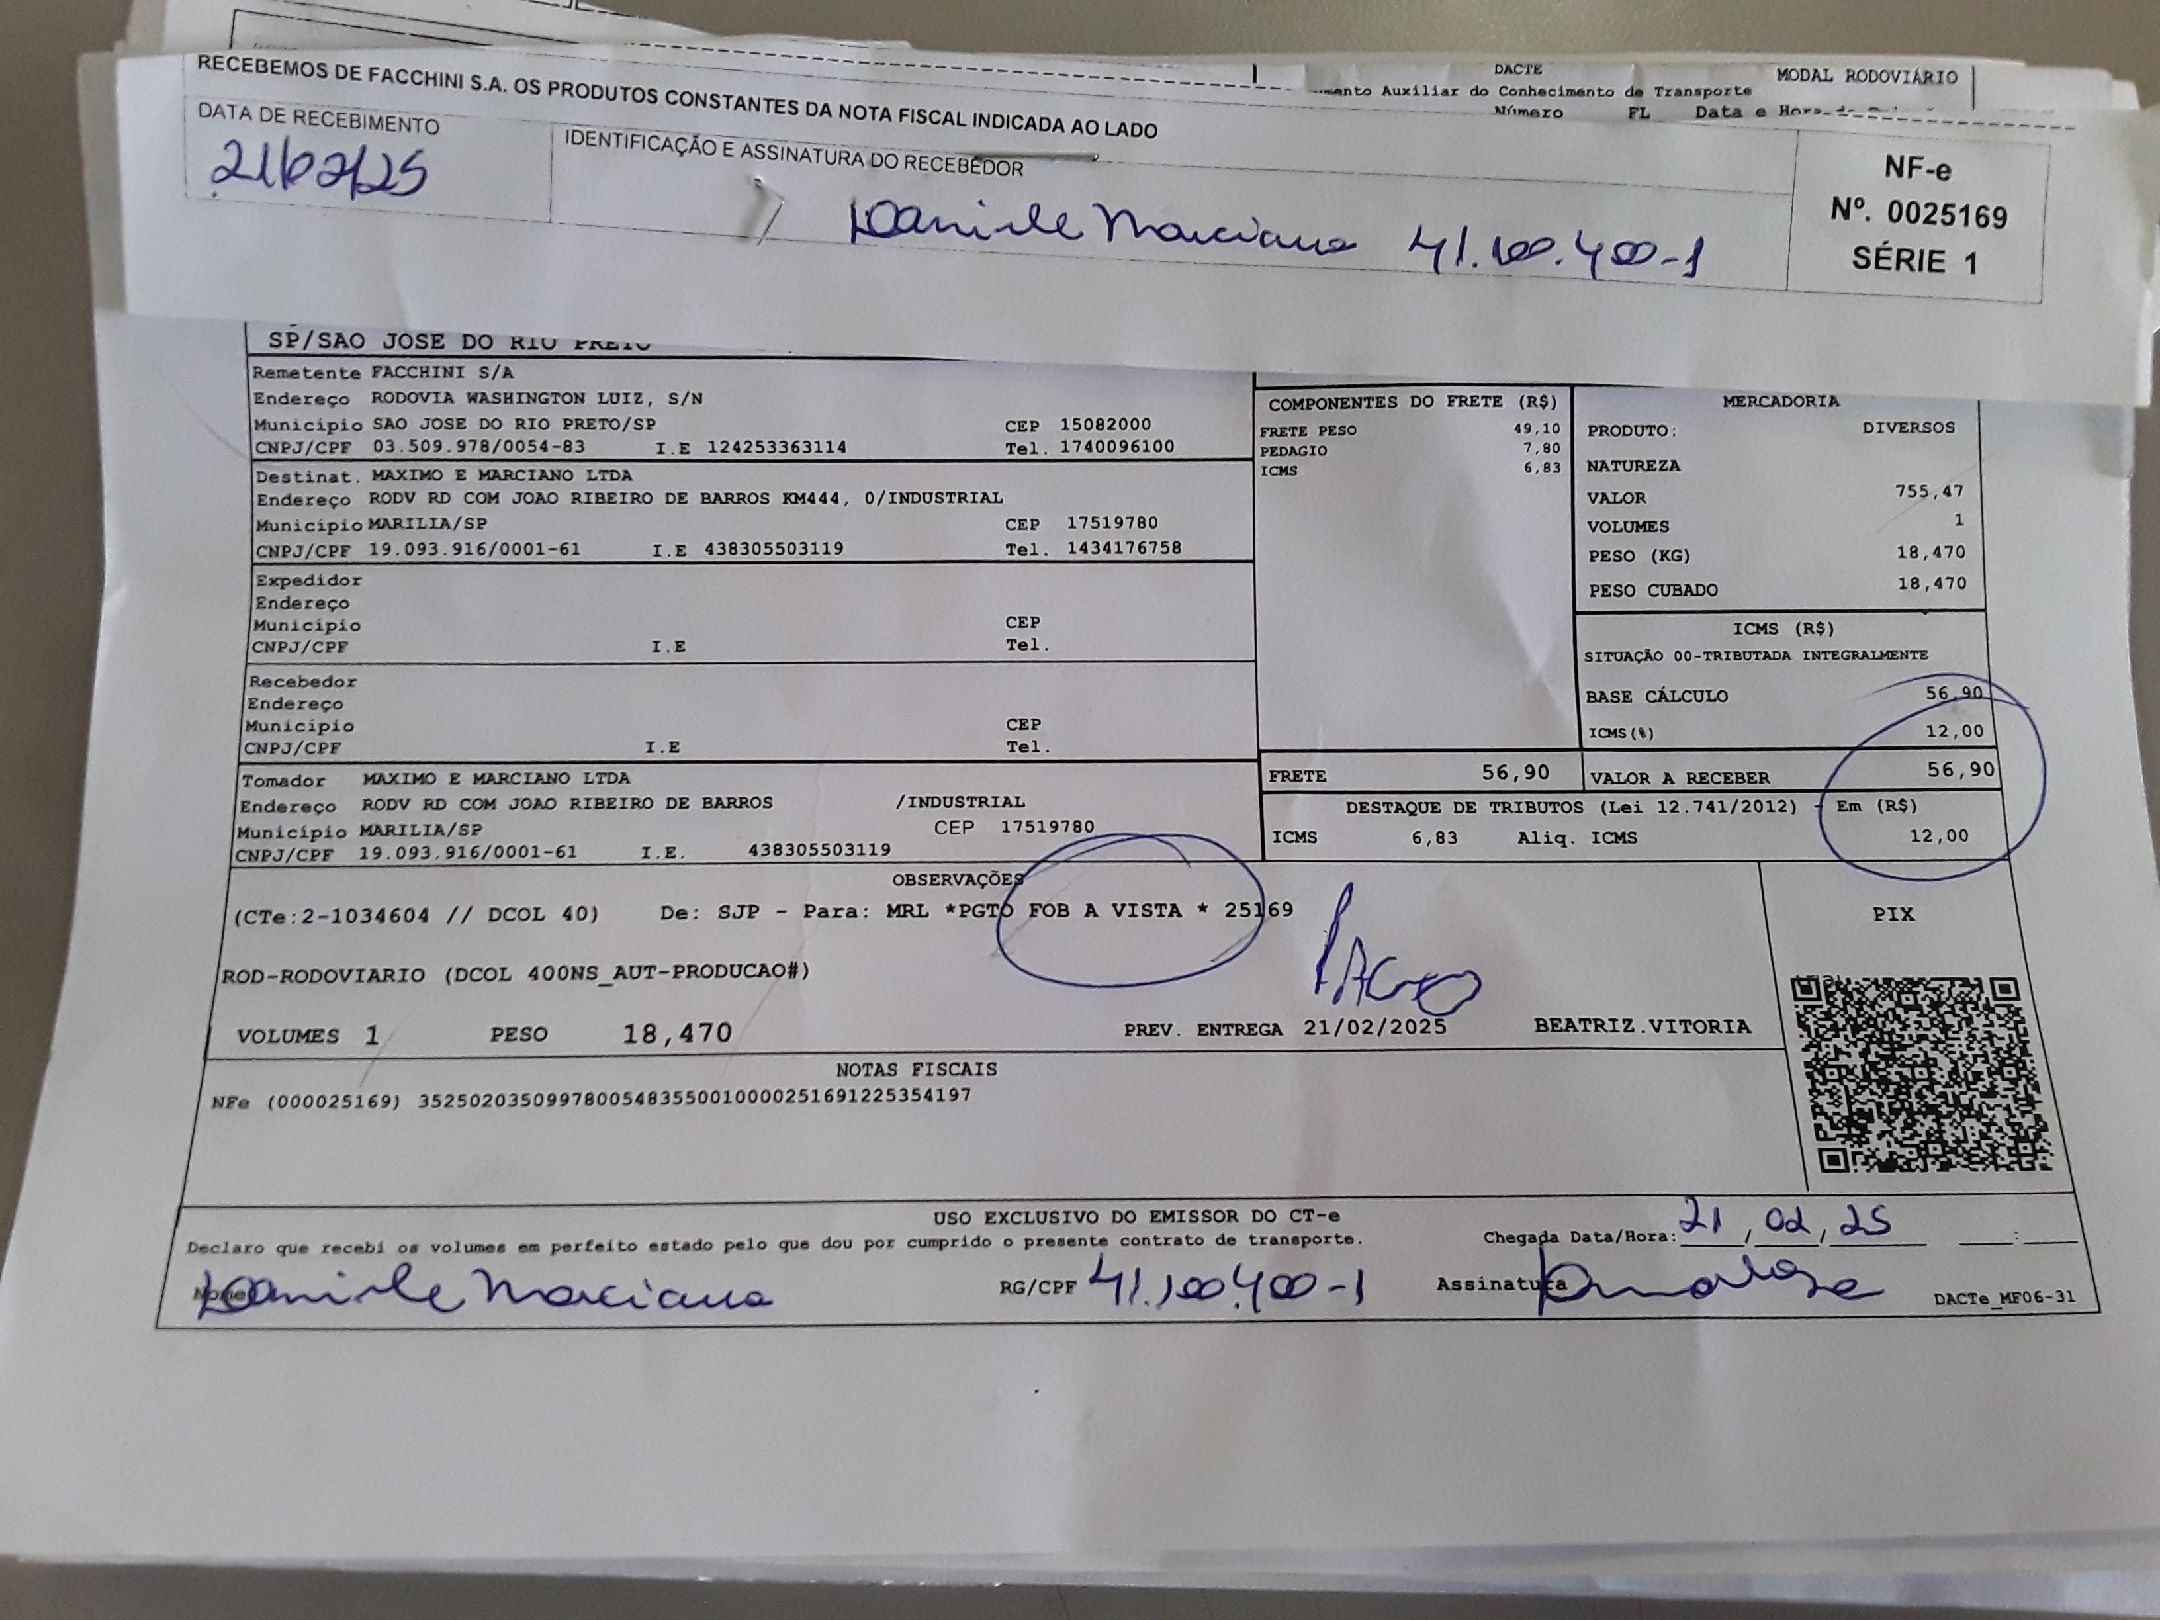 DACTE
MODAL RODOVIÁRIO
Auxiliar do Conhecimento de Transporte
Número FL Data e
RECEBEMOS DE FACCHINI S.A. OS PRODUTOS CONSTANTES DA NOTA FISCAL INDICADA AO LADO
DATA DE RECEBIMENTO
21/02/25
IDENTIFICAÇÃO E ASSINATURA DO RECEBEDOR
Daniele Marciano 41.100.400-1
NF-e
Nº. 0025169
SÉRIE 1
SP/SAO JOSE DO RIO PRETO
Remetente FACCHINI S/A
Endereço RODOVIA WASHINGTON LUIZ, S/N
Município SAO JOSE DO RIO PRETO/SP CEP 15082000
CNPJ/CPF 03.509.978/0054-83 I.E 124253363114 Tel. 1740096100
Destinat. MAXIMO E MARCIANO LTDA
Endereço RODV RD COM JOAO RIBEIRO DE BARROS KM444, 0/INDUSTRIAL
Município MARILIA/SP CEP 17519780
CNPJ/CPF 19.093.916/0001-61 I.E 438305503119 Tel. 1434176758
Expedidor
Endereço
Município CEP
CNPJ/CPF I.E Tel.
Recebedor
Endereço
Município CEP
CNPJ/CPF I.E Tel.
Tomador MAXIMO E MARCIANO LTDA
Endereço RODV RD COM JOAO RIBEIRO DE BARROS /INDUSTRIAL
Município MARILIA/SP CEP 17519780
CNPJ/CPF 19.093.916/0001-61 I.E. 438305503119
COMPONENTES DO FRETE (R$)
FRETE PESO 49,10
PEDAGIO 7,80
ICMS 6,83
MERCADORIA
PRODUTO: DIVERSOS
NATUREZA
VALOR 755,47
VOLUMES 1
PESO (KG) 18,470
PESO CUBADO 18,470
ICMS (R$)
SITUAÇÃO 00-TRIBUTADA INTEGRALMENTE
BASE CÁLCULO 56,90
ICMS(%) 12,00
FRETE 56,90 VALOR A RECEBER 56,90
DESTAQUE DE TRIBUTOS (Lei 12.741/2012) - Em (R$)
ICMS 6,83 Aliq. ICMS 12,00
OBSERVAÇÕES
(CTe:2-1034604 // DCOL 40) De: SJP - Para: MRL *PGTO FOB A VISTA * 25169
PAGO
ROD-RODOVIARIO (DCOL 400NS_AUT-PRODUCAO#)
VOLUMES 1 PESO 18,470 PREV. ENTREGA 21/02/2025 BEATRIZ.VITORIA
PIX
NOTAS FISCAIS
NFe (000025169) 35250203509978005483550010000251691225354197
USO EXCLUSIVO DO EMISSOR DO CT-e
Declaro que recebi os volumes em perfeito estado pelo que dou por cumprido o presente contrato de transporte.
Chegada Data/Hora: 21/02/25 :
Nome Daniele Marciano RG/CPF 41.100.400-1 Assinatura
DACTe_MF06-31